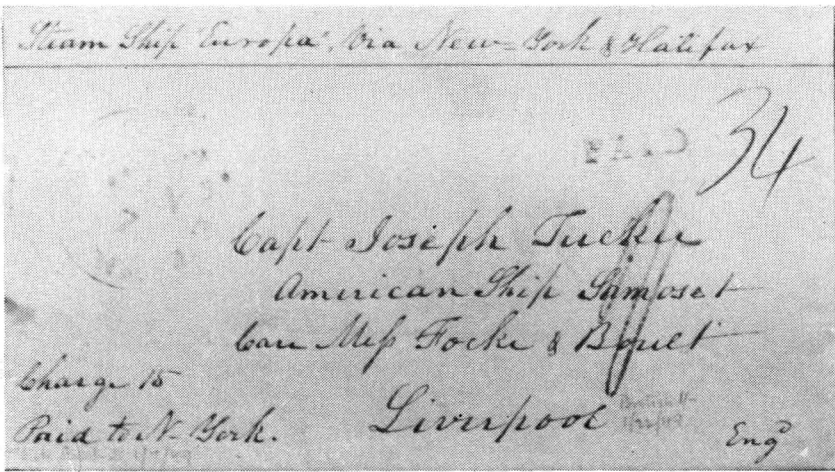 Steam Ship "Europa", Via New-York & Halifax
PAID
34
Capt Joseph Tucker
American Ship Samoset
Care Mess Focke & Boult
Charge 15
Paid to N-York.
Liverpool
Engd